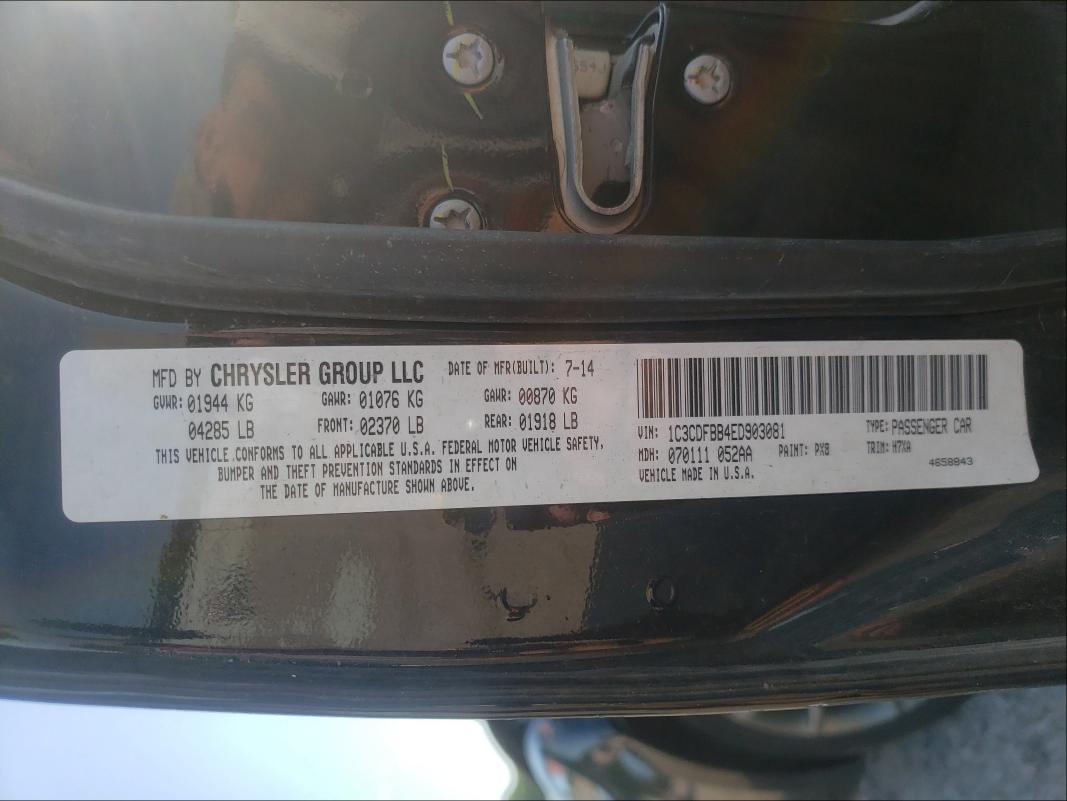 MFD BY CHRYSLER GROUP LLC DATE OF MFR(BUILT): 7-14
GVWR: 01944 KG GAWR: 01076 KG GAWR: 00870 KG
04285 LB FRONT: 02370 LB REAR: 01918 LB
THIS VEHICLE CONFORMS TO ALL APPLICABLE U.S.A. FEDERAL MOTOR VEHICLE SAFETY,
BUMPER AND THEFT PREVENTION STANDARDS IN EFFECT ON
THE DATE OF MANUFACTURE SHOWN ABOVE.
VIN: 1C3CDFBB4ED903081 TYPE: PASSENGER CAR
MDH: 070111 052AA PAINT: PX8 TRIM: H7XA
VEHICLE MADE IN U.S.A. 4658843